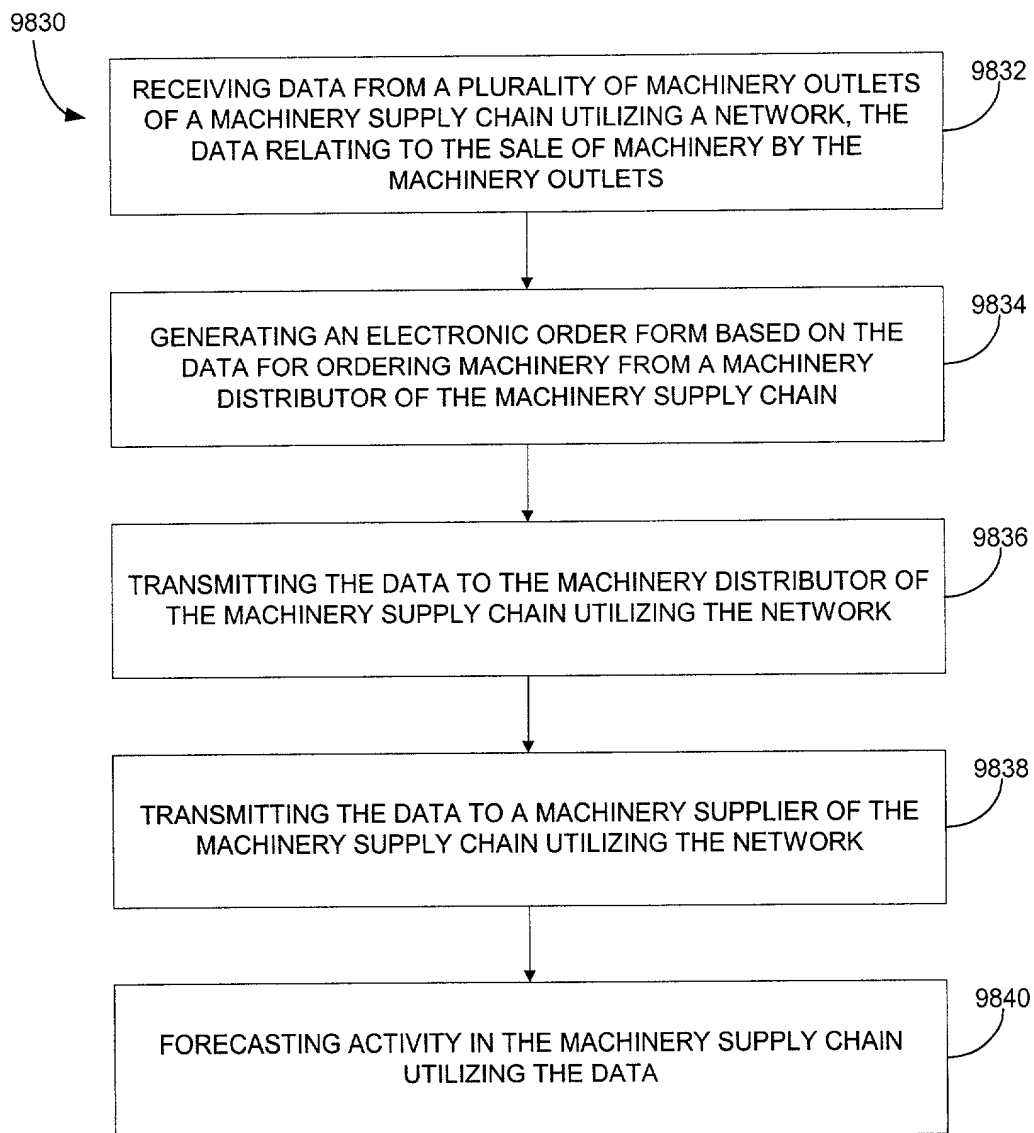 9830
RECEIVING DATA FROM A PLURALITY OF MACHINERY OUTLETS
OF A MACHINERY SUPPLY CHAIN UTILIZING A NETWORK, THE
DATA RELATING TO THE SALE OF MACHINERY BY THE
MACHINERY OUTLETS
9832
GENERATING AN ELECTRONIC ORDER FORM BASED ON THE
DATA FOR ORDERING MACHINERY FROM A MACHINERY
DISTRIBUTOR OF THE MACHINERY SUPPLY CHAIN
9834
TRANSMITTING THE DATA TO THE MACHINERY DISTRIBUTOR OF
THE MACHINERY SUPPLY CHAIN UTILIZING THE NETWORK
9836
TRANSMITTING THE DATA TO A MACHINERY SUPPLIER OF THE
MACHINERY SUPPLY CHAIN UTILIZING THE NETWORK
9838
FORECASTING ACTIVITY IN THE MACHINERY SUPPLY CHAIN
UTILIZING THE DATA
9840